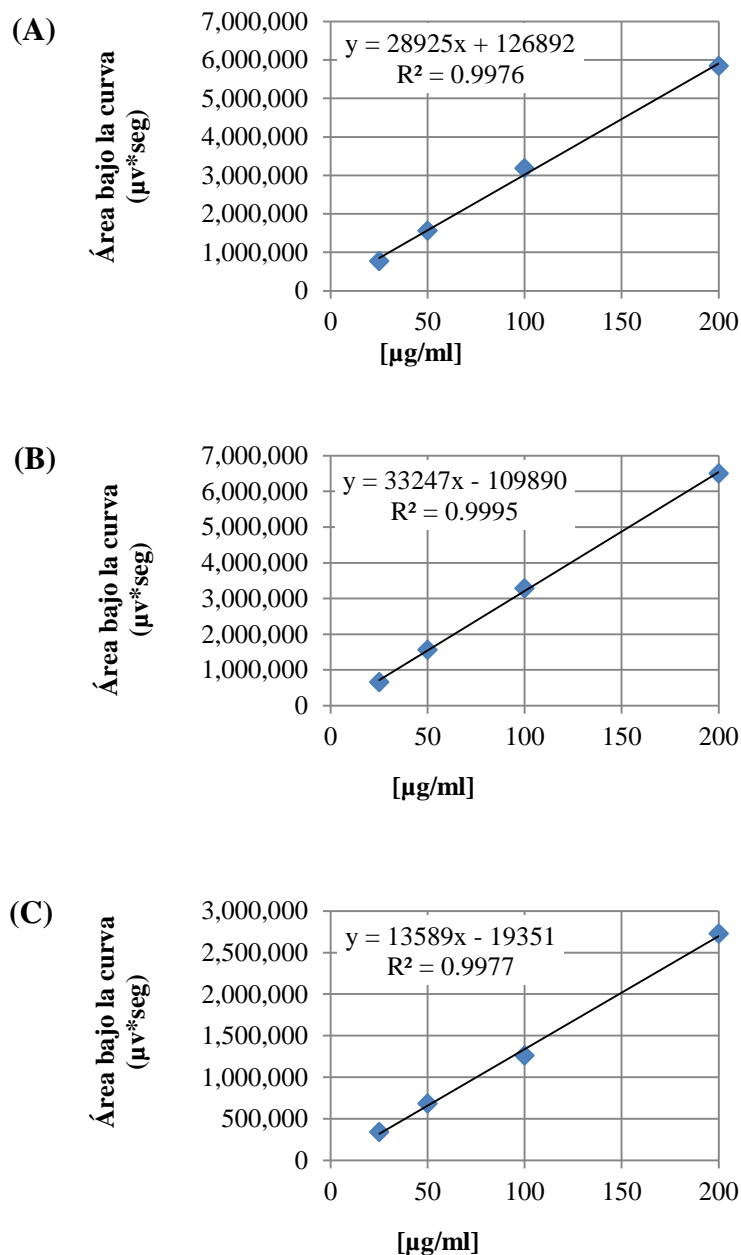 (A)
Área bajo la curva
(µv*seg)
7,000,000
6,000,000
5,000,000
4,000,000
3,000,000
2,000,000
1,000,000
0
y = 28925x + 126892
R² = 0.9976
0 50 100 150 200
[µg/ml]
(B)
Área bajo la curva
(µv*seg)
7,000,000
6,000,000
5,000,000
4,000,000
3,000,000
2,000,000
1,000,000
0
y = 33247x - 109890
R² = 0.9995
0 50 100 150 200
[µg/ml]
(C)
Área bajo la curva
(µv*seg)
3,000,000
2,500,000
2,000,000
1,500,000
1,000,000
500,000
0
y = 13589x - 19351
R² = 0.9977
0 50 100 150 200
[µg/ml]